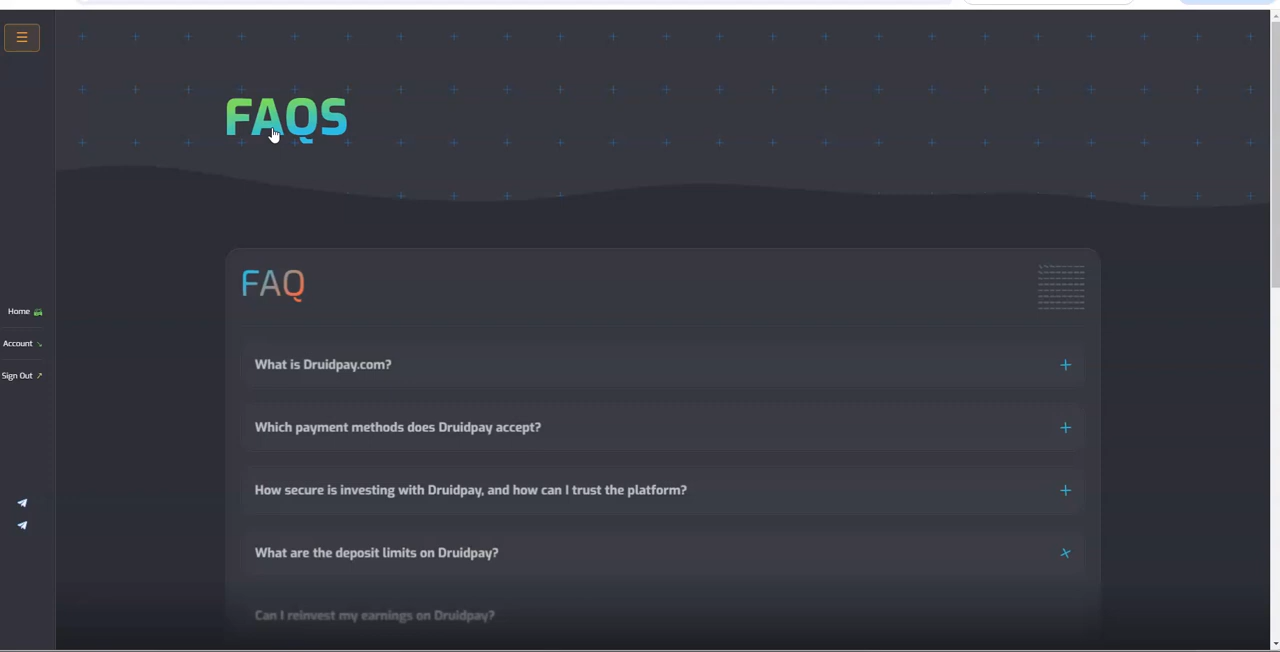 FAQS
FAQ
What is Druidpay.com?
Which payment methods does Druidpay accept?
How secure is investing with Druidpay, and how can I trust the platform?
What are the deposit limits on Druidpay?
Can I reinvest my earnings on Druidpay?
Home
Account
Sign Out